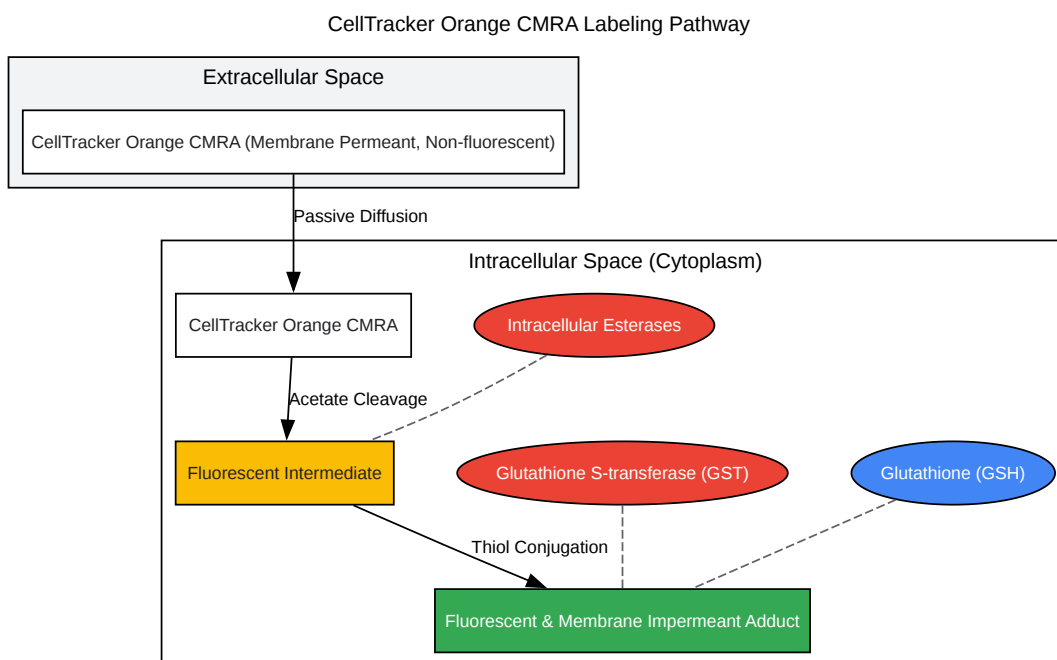 CellTracker Orange CMRA Labeling Pathway
Extracellular Space
CellTracker Orange CMRA (Membrane Permeant, Non-fluorescent)
Passive Diffusion
Intracellular Space (Cytoplasm)
CellTracker Orange CMRA
Intracellular Esterases
Acetate Cleavage
Fluorescent Intermediate
Glutathione S-transferase (GST)
Glutathione (GSH)
Thiol Conjugation
Fluorescent & Membrane Impermeant Adduct